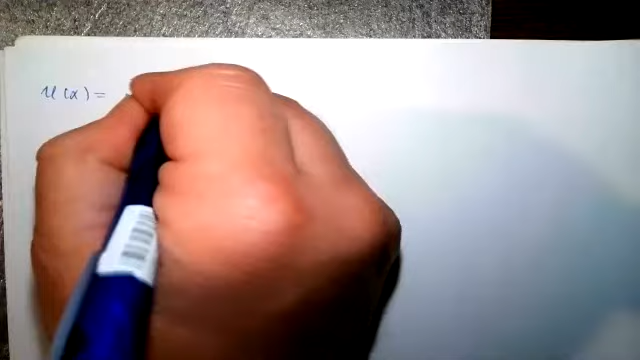 u(x) =